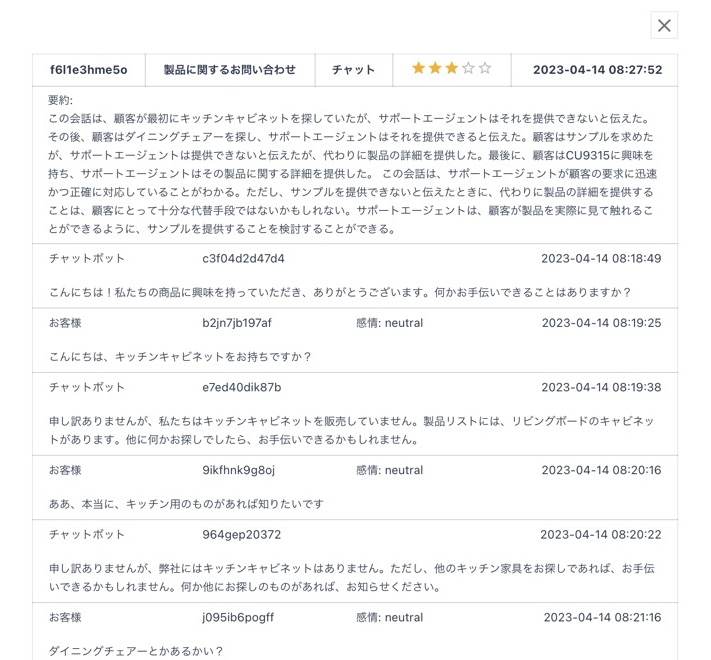 f6l1e3hme5o 製品に関するお問い合わせ チャット 2023-04-14 08:27:52
要約:
この会話は、顧客が最初にキッチンキャビネットを探していたが、サポートエージェントはそれを提供できないと伝えた。
その後、顧客はダイニングチェアーを探し、サポートエージェントはそれを提供できると伝えた。顧客はサンプルを求めた
が、サポートエージェントは提供できないと伝えたが、代わりに製品の詳細を提供した。最後に、顧客はCU9315に興味を
持ち、サポートエージェントはその製品に関する詳細を提供した。 この会話は、サポートエージェントが顧客の要求に迅速
かつ正確に対応していることがわかる。ただし、サンプルを提供できないと伝えたときに、代わりに製品の詳細を提供する
ことは、顧客にとって十分な代替手段ではないかもしれない。サポートエージェントは、顧客が製品を実際に見て触れるこ
とができるように、サンプルを提供することを検討することができる。
チャットボット c3f04d2d47d4 2023-04-14 08:18:49
こんにちは！私たちの商品に興味を持っていただき、ありがとうございます。何かお手伝いできることはありますか？
お客様 b2jn7jb197af 感情: neutral 2023-04-14 08:19:25
こんにちは、キッチンキャビネットをお持ちですか？
チャットボット e7ed40dik87b 2023-04-14 08:19:38
申し訳ありませんが、私たちはキッチンキャビネットを販売していません。製品リストには、リビングボードのキャビネッ
トがあります。他に何かお探しでしたら、お手伝いできるかもしれません。
お客様 9ikfhnk9g8oj 感情: neutral 2023-04-14 08:20:16
ああ、本当に、キッチン用のものがあれば知りたいです
チャットボット 964gep20372 2023-04-14 08:20:22
申し訳ありませんが、弊社にはキッチンキャビネットはありません。ただし、他のキッチン家具をお探しであれば、お手伝
いできるかもしれません。何か他にお探しのものがあれば、お知らせください。
お客様 j095ib6pogff 感情: neutral 2023-04-14 08:21:16
ダイニングチェアーとかあるかい？